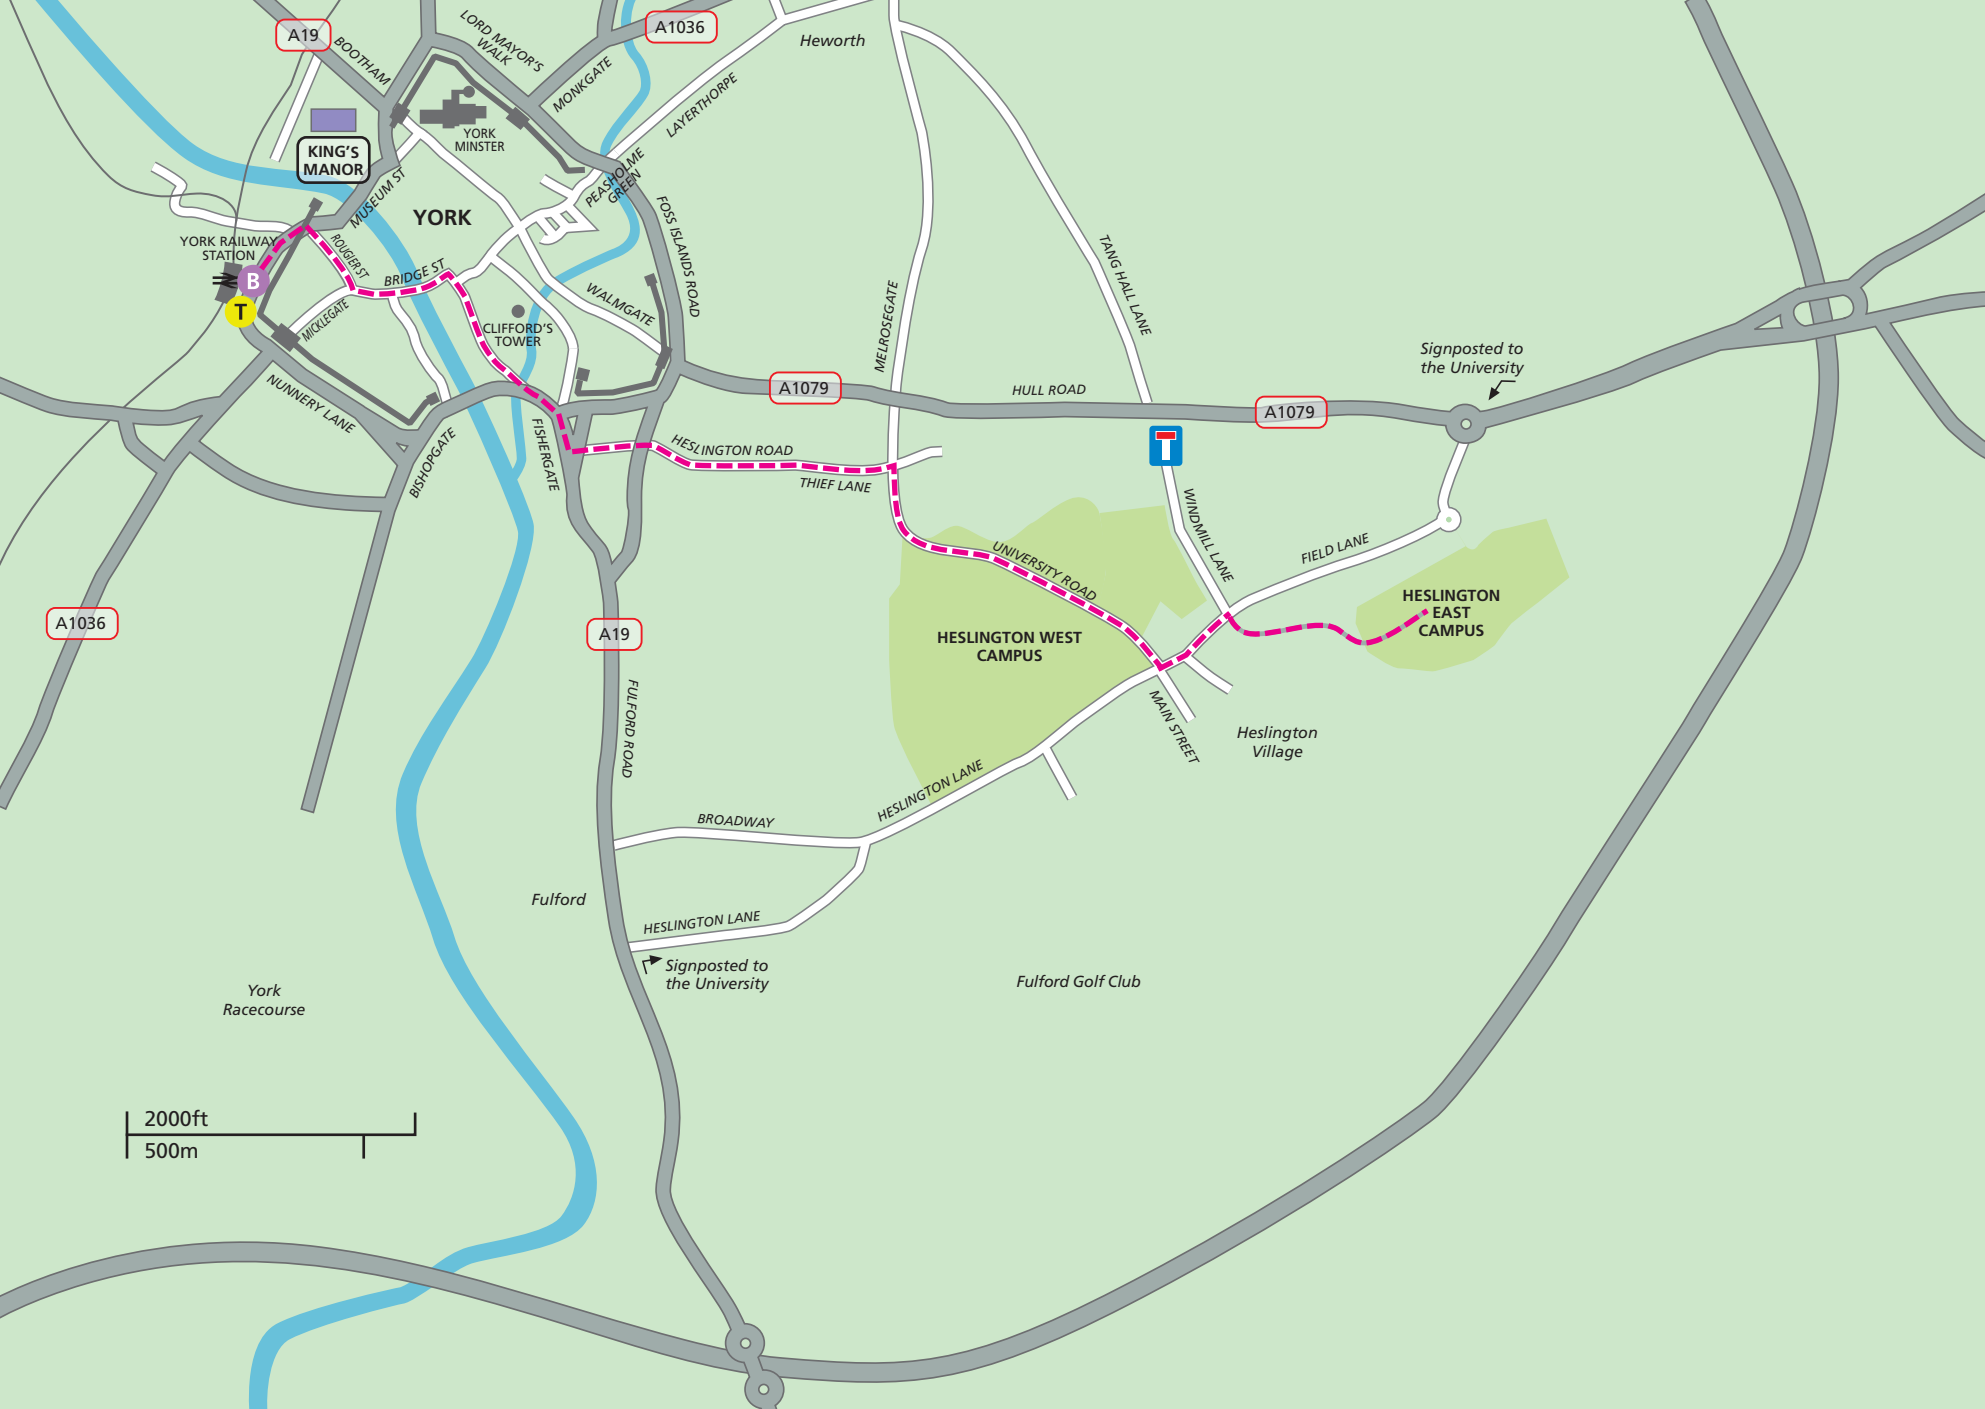 A19
BOOTHAM
LORD MAYOR'S
WALK
A1036
Heworth
MONKGATE
LAYERTHORPE
KING'S
MANOR
YORK
MINSTER
PEASHOLME
GREEN
MUSEUM ST
YORK
FOSS ISLANDS ROAD
YORK RAILWAY
STATION
ROUGIER ST
B
T
BRIDGE ST
MICKLEGATE
CLIFFORD'S
TOWER
WALMGATE
MELROSEGATE
TANG HALL LANE
NUNNERY LANE
BISHOPGATE
FISHERGATE
A1079
HULL ROAD
A1079
Signposted to
the University
HESLINGTON ROAD
THIEF LANE
WINDMILL LANE
UNIVERSITY ROAD
FIELD LANE
HESLINGTON
EAST
CAMPUS
HESLINGTON WEST
CAMPUS
A1036
A19
FULFORD ROAD
MAIN STREET
Heslington
Village
HESLINGTON LANE
BROADWAY
Fulford
HESLINGTON LANE
Signposted to
the University
Fulford Golf Club
York
Racecourse
2000ft
500m